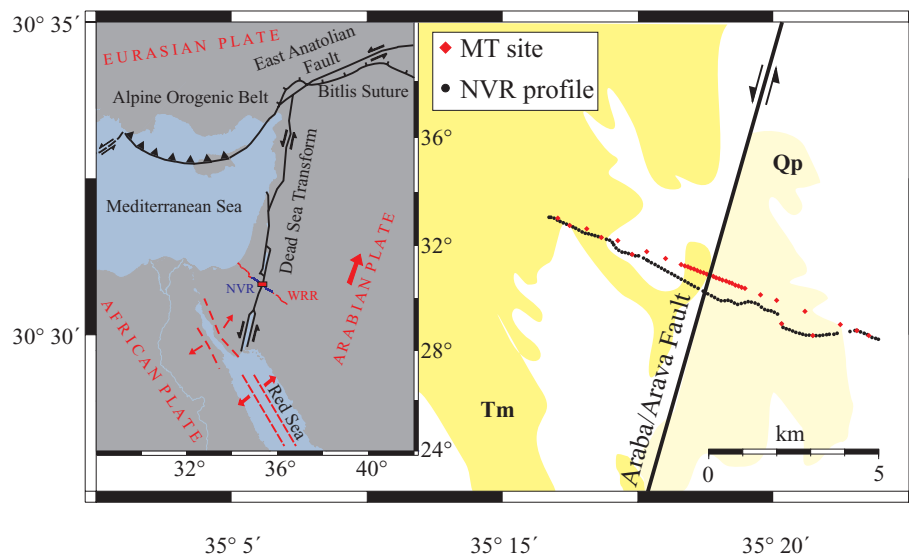 30° 35′
EURASIAN PLATE
East Anatolian
Fault
Alpine Orogenic Belt
Bitlis Suture
36°
Mediterranean Sea
Dead Sea Transform
32°
NVR
WRR
ARABIAN PLATE
30° 30′
28°
AFRICAN PLATE
Red Sea
24°
32°
36°
40°
MT site
NVR profile
Qp
Araba/Arava Fault
Tm
km
0
5
35° 5′
35° 15′
35° 20′